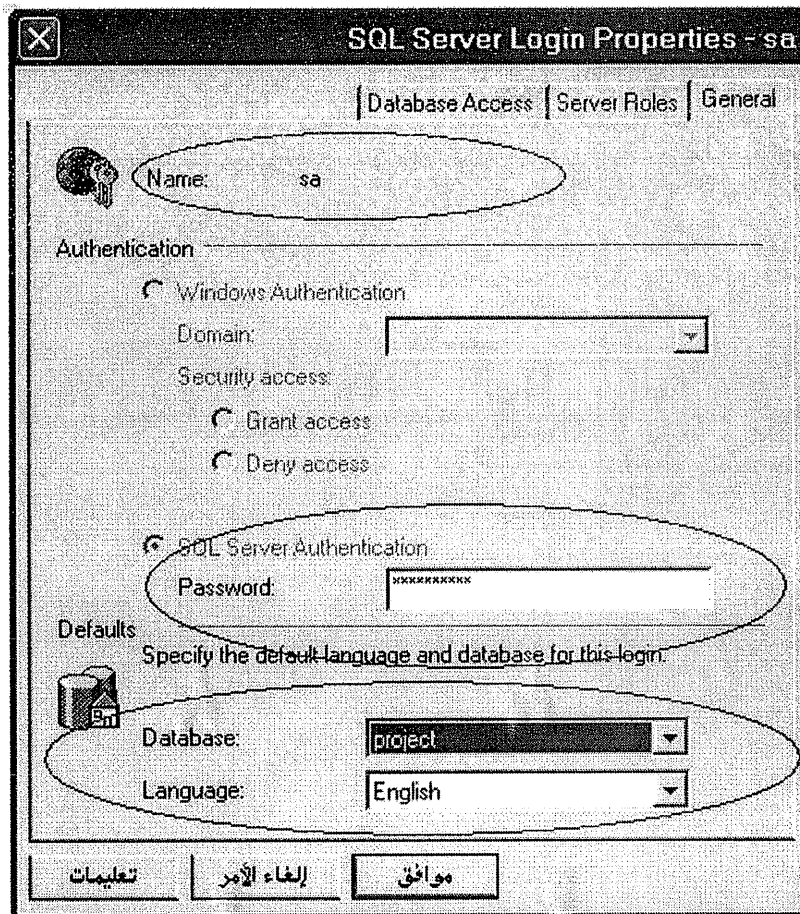 SQL Server Login Properties - sa
Database Access Server Roles General
Name: sa
Authentication
Windows Authentication
Domain:
Security access:
Grant access
Deny access
SQL Server Authentication
Password: xxxxxxxxxx
Defaults
Specify the default language and database for this login.
Database: project
Language: English
موافق إلغاء الأمر تعليمات